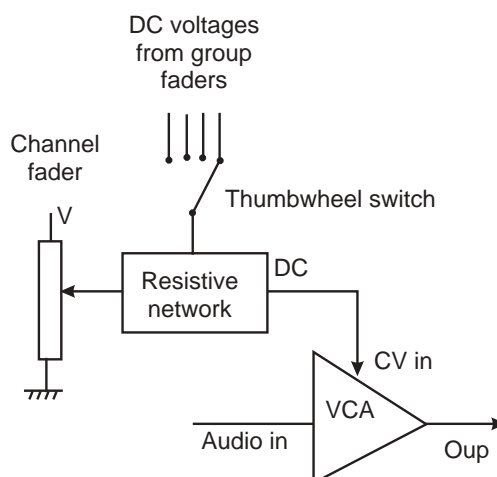 DC voltages
from group
faders
Channel
fader
Thumbwheel switch
V
DC
Resistive
network
CV in
VCA
Audio in
Oup